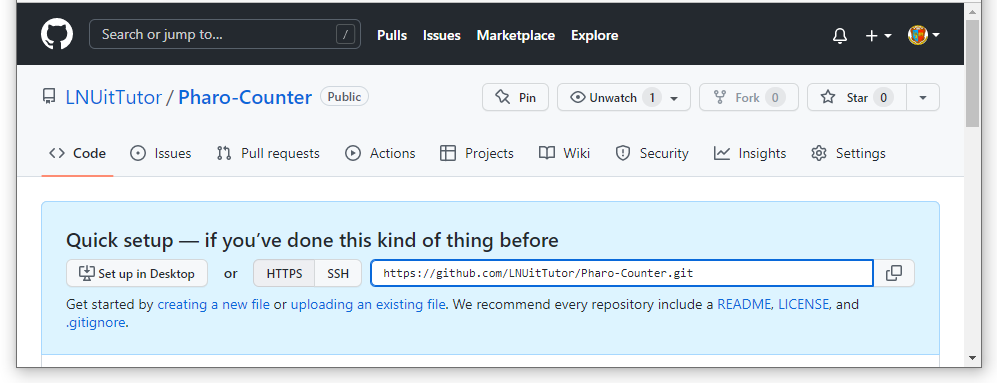 Search or jump to... / Pulls Issues Marketplace Explore
LNUitTutor / Pharo-Counter Public Pin Unwatch 1 Fork 0 Star 0
Code Issues Pull requests Actions Projects Wiki Security Insights Settings
Quick setup — if you’ve done this kind of thing before
Set up in Desktop or HTTPS SSH https://github.com/LNUitTutor/Pharo-Counter.git
Get started by creating a new file or uploading an existing file. We recommend every repository include a README, LICENSE, and
.gitignore.